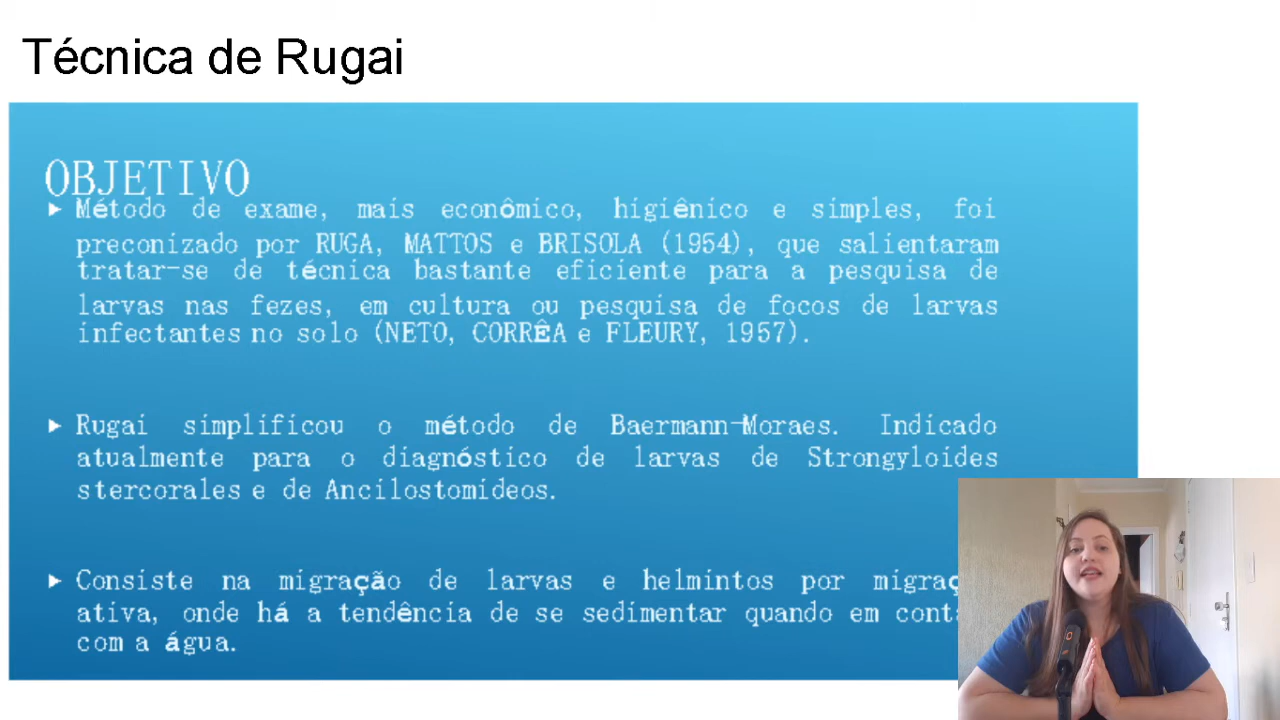 Técnica de Rugai
OBJETIVO
Método de exame, mais econômico, higiênico e simples, foi
preconizado por RUGA, MATTOS e BRISOLA (1954), que salientaram
tratar-se de técnica bastante eficiente para a pesquisa de
larvas nas fezes, em cultura ou pesquisa de focos de larvas
infectantes no solo (NETO, CORRÊA e FLEURY, 1957).
Rugai simplificou o método de Baermann-Moraes. Indicado
atualmente para o diagnóstico de larvas de Strongyloides
stercorales e de Ancilostomídeos.
Consiste na migração de larvas e helmintos por
ativa, onde há a tendência de se sedimentar quando em
com a água.